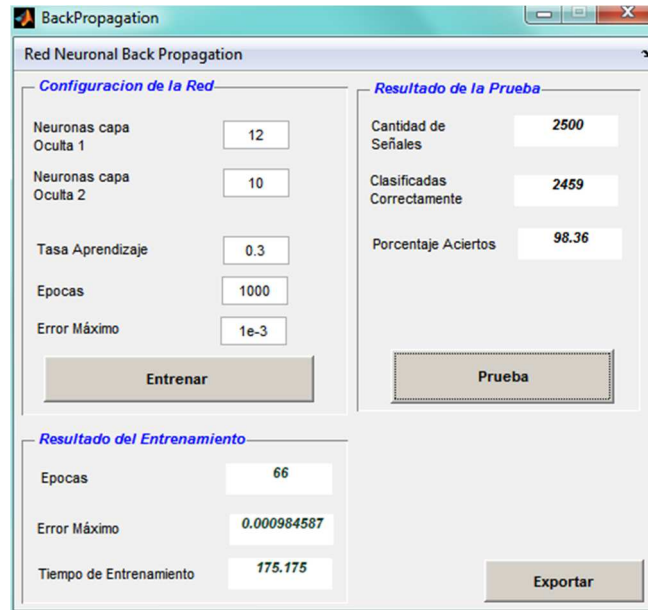 BackPropagation
Red Neuronal Back Propagation
Configuracion de la Red
Neuronas capa
Oculta 1
12
Neuronas capa
Oculta 2
10
Tasa Aprendizaje
0.3
Epocas
1000
Error Máximo
1e-3
Entrenar
Resultado de la Prueba
Cantidad de
Señales
2500
Clasificadas
Correctamente
2459
Porcentaje Aciertos
98.36
Prueba
Resultado del Entrenamiento
Epocas
66
Error Máximo
0.000984587
Tiempo de Entrenamiento
175.175
Exportar